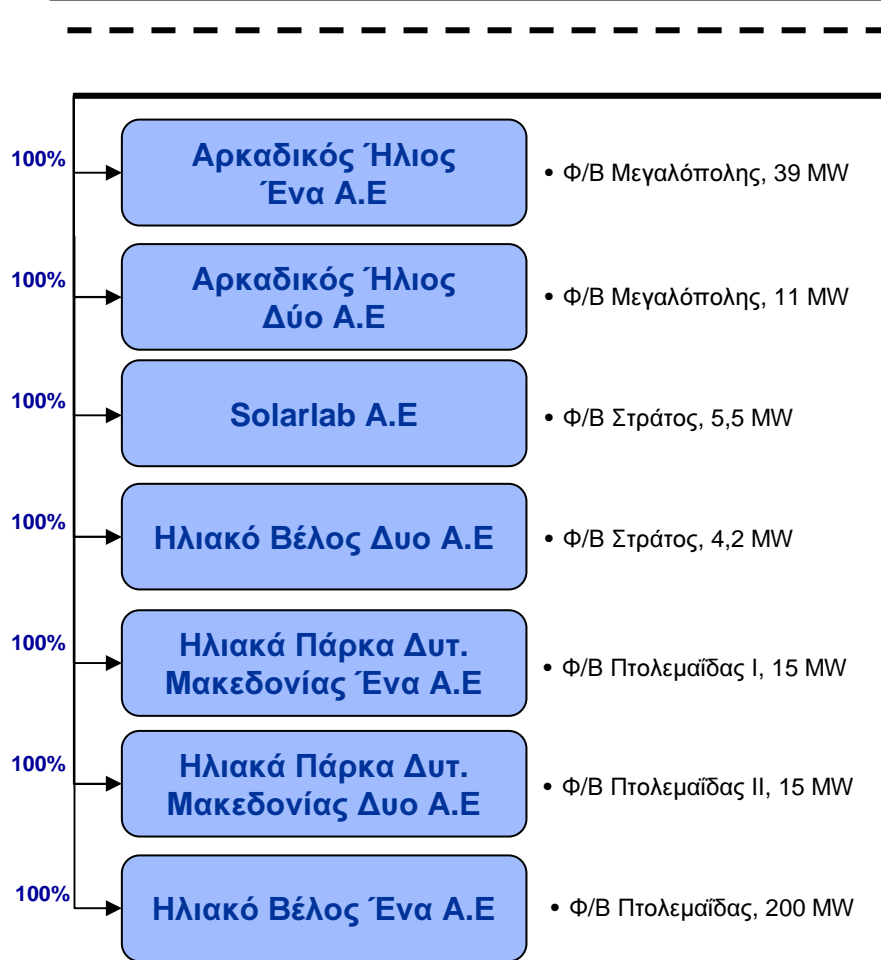 100%
Αρκαδικός Ήλιος
Ένα Α.Ε
• Φ/Β Μεγαλόπολης, 39 MW
100%
Αρκαδικός Ήλιος
Δύο Α.Ε
• Φ/Β Μεγαλόπολης, 11 MW
100%
Solarlab Α.Ε
• Φ/Β Στράτος, 5,5 MW
100%
Ηλιακό Βέλος Δυο Α.Ε
• Φ/Β Στράτος, 4,2 MW
100%
Ηλιακά Πάρκα Δυτ.
Μακεδονίας Ένα Α.Ε
• Φ/Β Πτολεμαΐδας Ι, 15 MW
100%
Ηλιακά Πάρκα Δυτ.
Μακεδονίας Δυο Α.Ε
• Φ/Β Πτολεμαΐδας ΙΙ, 15 MW
100%
Ηλιακό Βέλος Ένα Α.Ε
• Φ/Β Πτολεμαΐδας, 200 MW